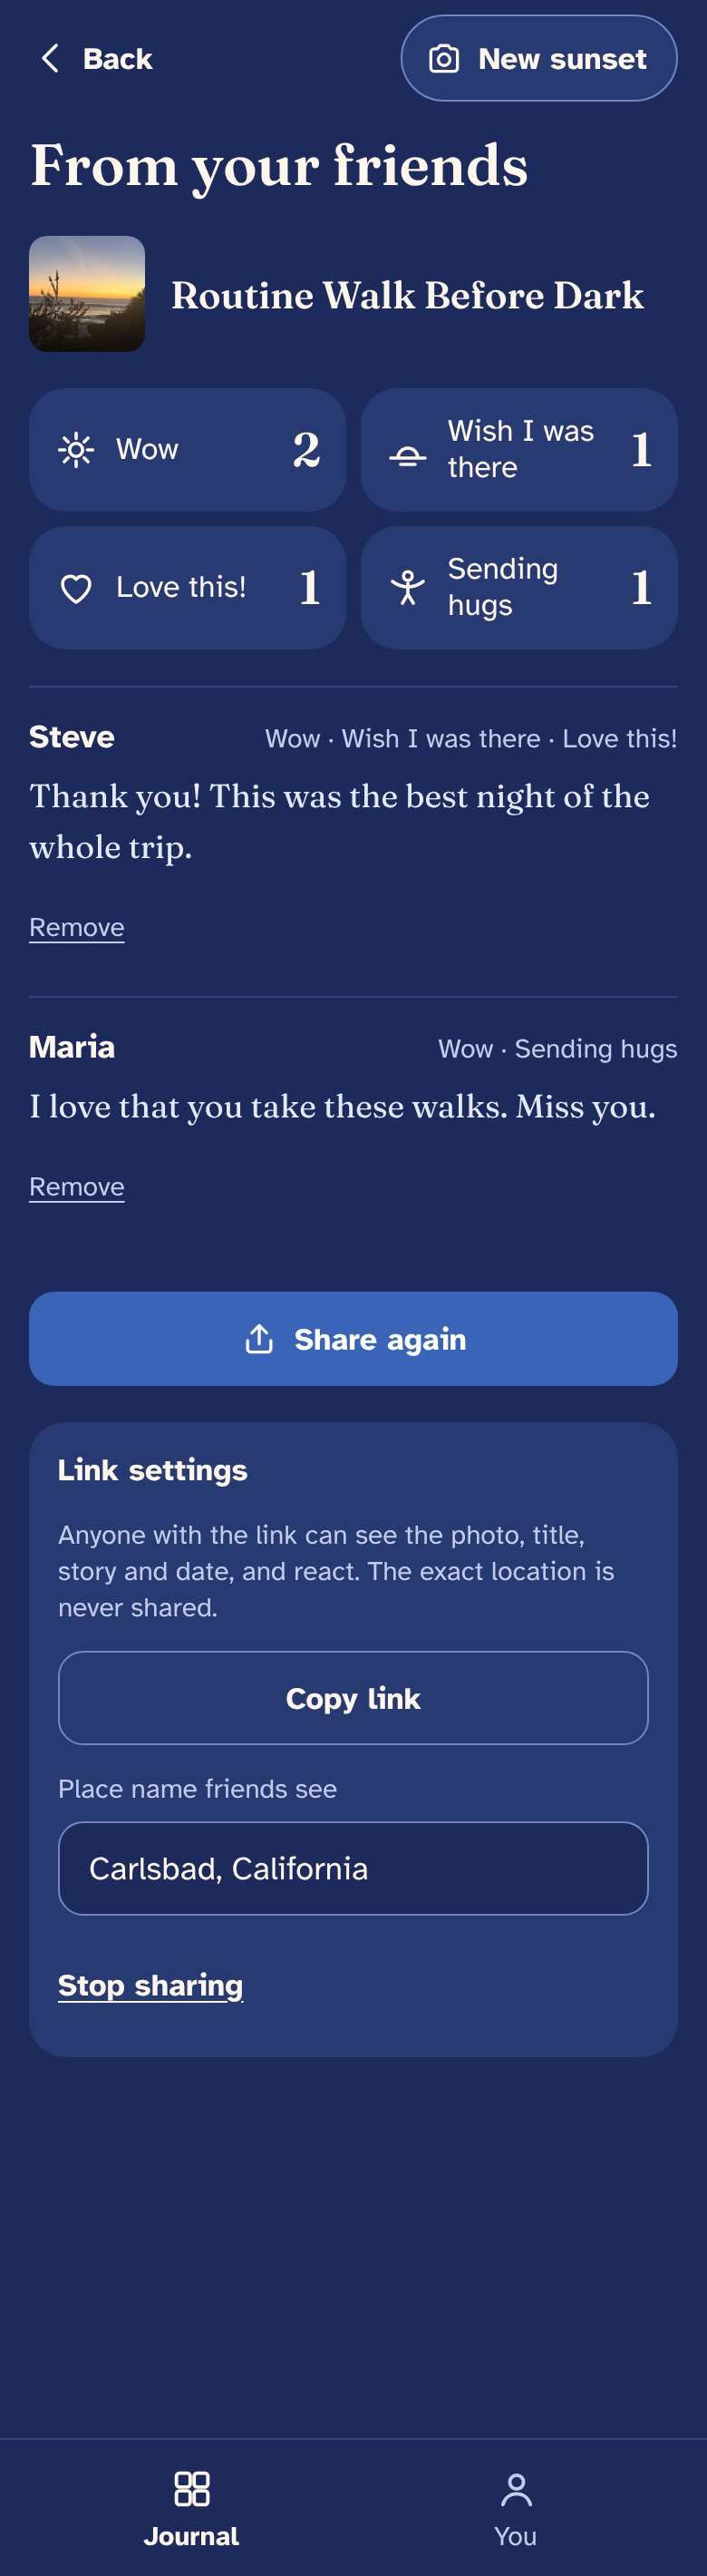 Back
New sunset
From your friends
Routine Walk Before Dark
Wow 2
Wish I was
there 1
Love this! 1
Sending
hugs 1
Steve
Wow · Wish I was there · Love this!
Thank you! This was the best night of the
whole trip.
Remove
Maria
Wow · Sending hugs
I love that you take these walks. Miss you.
Remove
Share again
Link settings
Anyone with the link can see the photo, title,
story and date, and react. The exact location is
never shared.
Copy link
Place name friends see
Carlsbad, California
Stop sharing
Journal
You